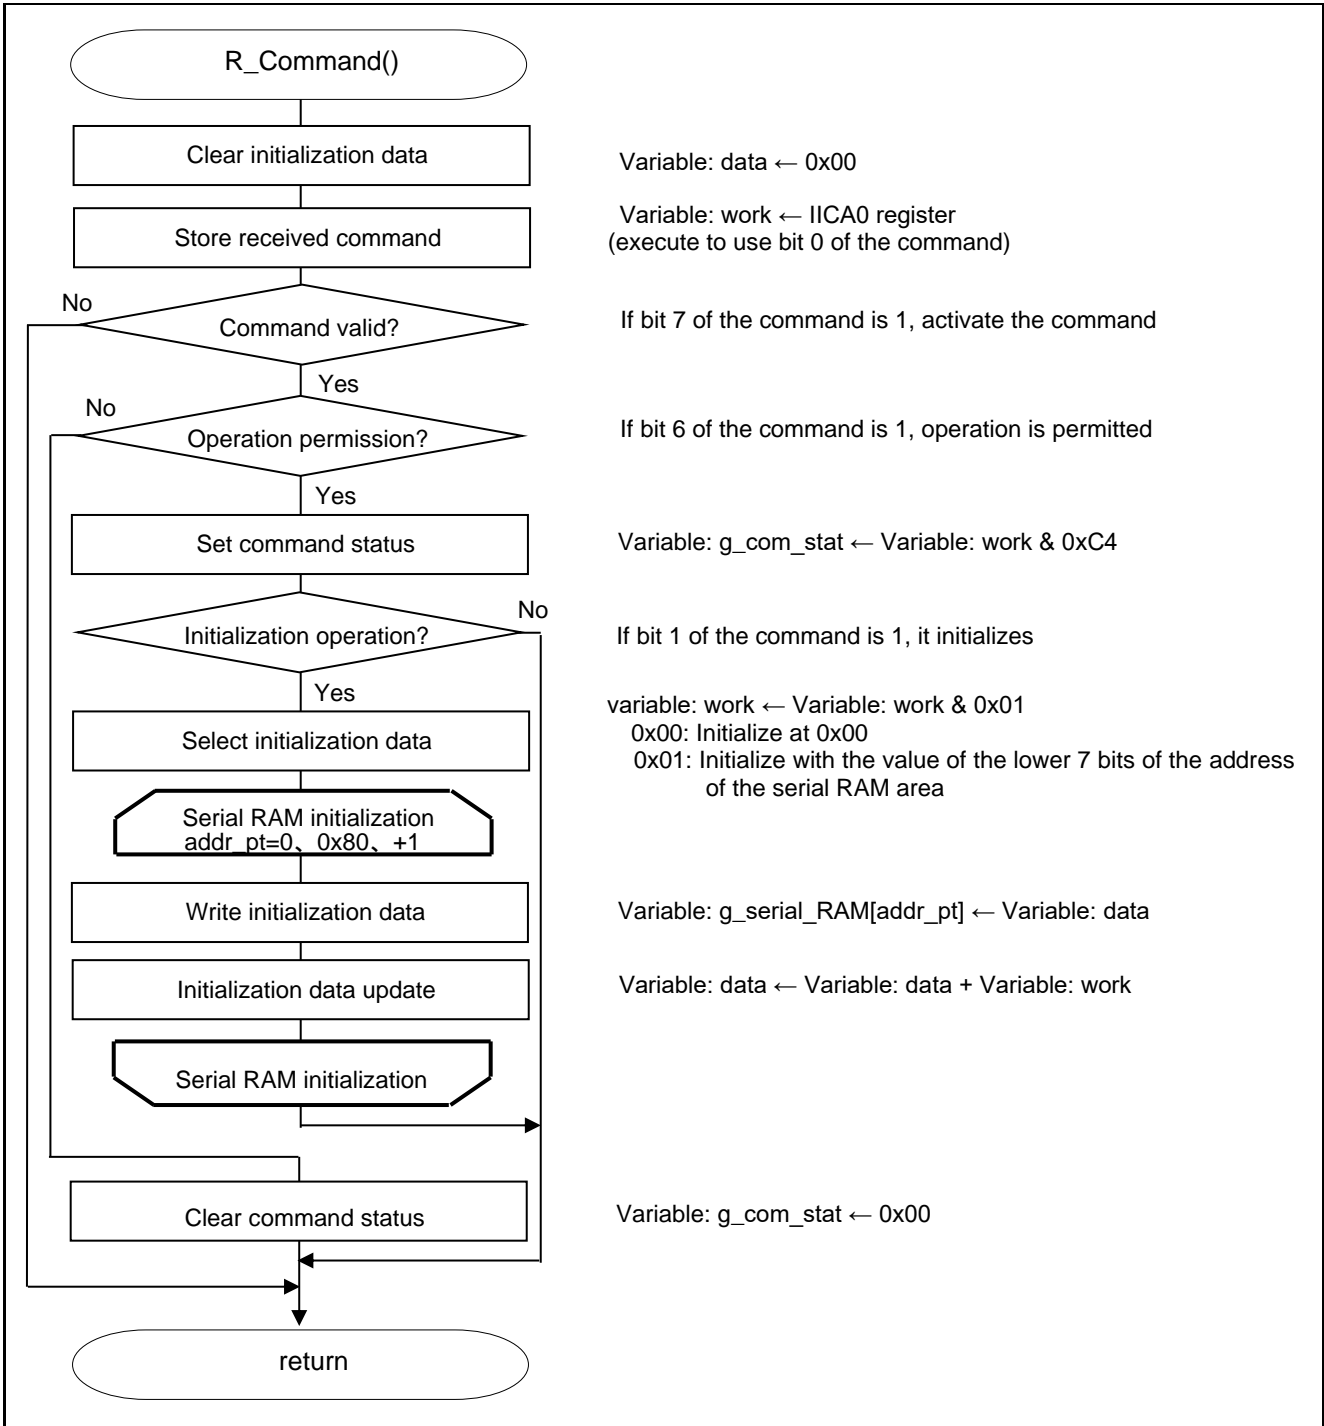 R_Command()
Clear initialization data
Variable: data ← 0x00
Store received command
Variable: work ← IICA0 register
(execute to use bit 0 of the command)
No
Command valid?
If bit 7 of the command is 1, activate the command
Yes
No
Operation permission?
If bit 6 of the command is 1, operation is permitted
Yes
Set command status
Variable: g_com_stat ← Variable: work & 0xC4
No
Initialization operation?
If bit 1 of the command is 1, it initializes
Yes
Select initialization data
variable: work ← Variable: work & 0x01
0x00: Initialize at 0x00
0x01: Initialize with the value of the lower 7 bits of the address
of the serial RAM area
Serial RAM initialization
addr_pt=0、0x80、+1
Write initialization data
Variable: g_serial_RAM[addr_pt] ← Variable: data
Initialization data update
Variable: data ← Variable: data + Variable: work
Serial RAM initialization
Clear command status
Variable: g_com_stat ← 0x00
return